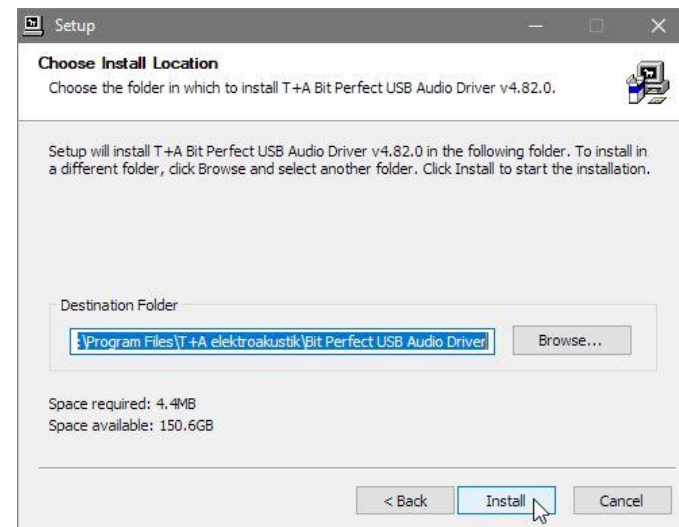 Setup
Choose Install Location
Choose the folder in which to install T+A Bit Perfect USB Audio Driver v4.82.0.
Setup will install T+A Bit Perfect USB Audio Driver v4.82.0 in the following folder. To install in
a different folder, click Browse and select another folder. Click Install to start the installation.
Destination Folder
:\Program Files\T+A elektroakustik\Bit Perfect USB Audio Driver
Browse...
Space required: 4.4MB
Space available: 150.6GB
< Back
Install
Cancel